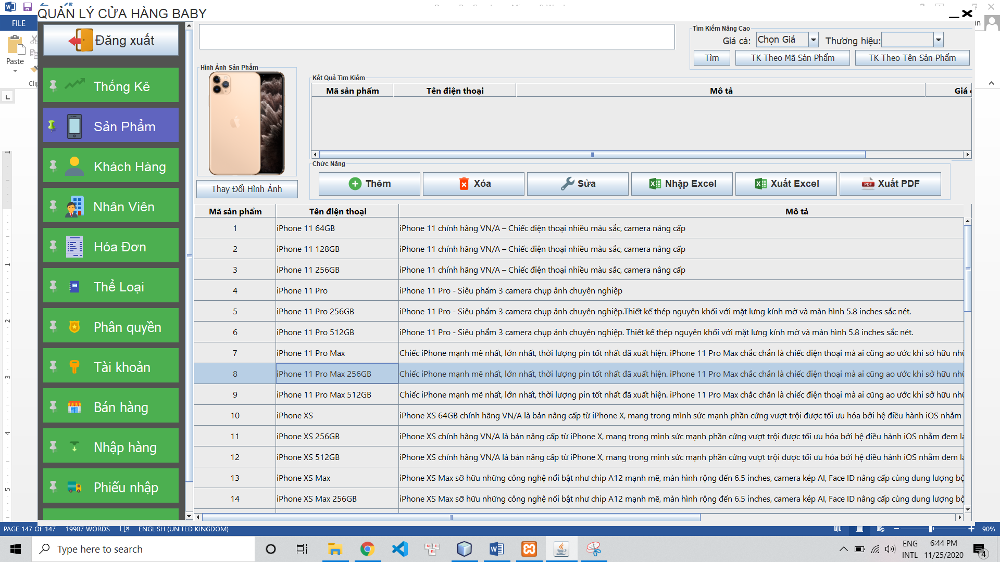 QUẢN LÝ CỬA HÀNG BABY
FILE
Paste
Đăng xuất
Thống Kê
Sản Phẩm
Khách Hàng
Nhân Viên
Hóa Đơn
Thể Loại
Phân quyền
Tài khoản
Bán hàng
Nhập hàng
Phiếu nhập
Tìm Kiếm Nâng Cao
Giá cả: Chọn Giá Thương hiệu:
Tìm TK Theo Mã Sản Phẩm TK Theo Tên Sản Phẩm
Hình Ảnh Sản Phẩm
Thay Đổi Hình Ảnh
Kết Quả Tìm Kiếm
Mã sản phẩm Tên điện thoại Mô tả Giá
Chức Năng
Thêm Xóa Sửa Nhập Excel Xuất Excel PDF Xuất PDF
Mã sản phẩm Tên điện thoại Mô tả
1 iPhone 11 64GB iPhone 11 chính hãng VN/A – Chiếc điện thoại nhiều màu sắc, camera nâng cấp
2 iPhone 11 128GB iPhone 11 chính hãng VN/A – Chiếc điện thoại nhiều màu sắc, camera nâng cấp
3 iPhone 11 256GB iPhone 11 chính hãng VN/A – Chiếc điện thoại nhiều màu sắc, camera nâng cấp
4 iPhone 11 Pro iPhone 11 Pro - Siêu phẩm 3 camera chụp ảnh chuyên nghiệp
5 iPhone 11 Pro 256GB iPhone 11 Pro - Siêu phẩm 3 camera chụp ảnh chuyên nghiệp.Thiết kế thép nguyên khối với mặt lưng kính mờ và màn hình 5.8 inches sắc nét.
6 iPhone 11 Pro 512GB iPhone 11 Pro - Siêu phẩm 3 camera chụp ảnh chuyên nghiệp. Thiết kế thép nguyên khối với mặt lưng kính mờ và màn hình 5.8 inches sắc nét.
7 iPhone 11 Pro Max Chiếc iPhone mạnh mẽ nhất, lớn nhất, thời lượng pin tốt nhất đã xuất hiện. iPhone 11 Pro Max chắc chắn là chiếc điện thoại mà ai cũng ao ước khi sở hữu
8 iPhone 11 Pro Max 256GB Chiếc iPhone mạnh mẽ nhất, lớn nhất, thời lượng pin tốt nhất đã xuất hiện. iPhone 11 Pro Max chắc chắn là chiếc điện thoại mà ai cũng ao ước khi sở hữu
9 iPhone 11 Pro Max 512GB Chiếc iPhone mạnh mẽ nhất, lớn nhất, thời lượng pin tốt nhất đã xuất hiện. iPhone 11 Pro Max chắc chắn là chiếc điện thoại mà ai cũng ao ước khi sở hữu
10 iPhone XS iPhone XS 64GB chính hãng VN/A là bản nâng cấp từ iPhone X, mang trong mình sức mạnh phần cứng vượt trội được tối ưu hóa bởi hệ điều hành iOS nhằm
11 iPhone XS 256GB iPhone XS chính hãng VN/A là bản nâng cấp từ iPhone X, mang trong mình sức mạnh phần cứng vượt trội được tối ưu hóa bởi hệ điều hành iOS nhằm đem
12 iPhone XS 512GB iPhone XS chính hãng VN/A là bản nâng cấp từ iPhone X, mang trong mình sức mạnh phần cứng vượt trội được tối ưu hóa bởi hệ điều hành iOS nhằm đem
13 iPhone XS Max iPhone XS Max sỡ hữu những công nghệ nổi bật như chip A12 mạnh mẽ, màn hình rộng đến 6.5 inches, camera kép AI, Face ID nâng cấp cùng dung lượng
14 iPhone XS Max 256GB iPhone XS Max sỡ hữu những công nghệ nổi bật như chip A12 mạnh mẽ, màn hình rộng đến 6.5 inches, camera kép AI, Face ID nâng cấp cùng dung lượng
PAGE 147 OF 147 19907 WORDS ENGLISH (UNITED KINGDOM) 90%
Type here to search
ENG
INTL
6:44 PM
11/25/2020
4